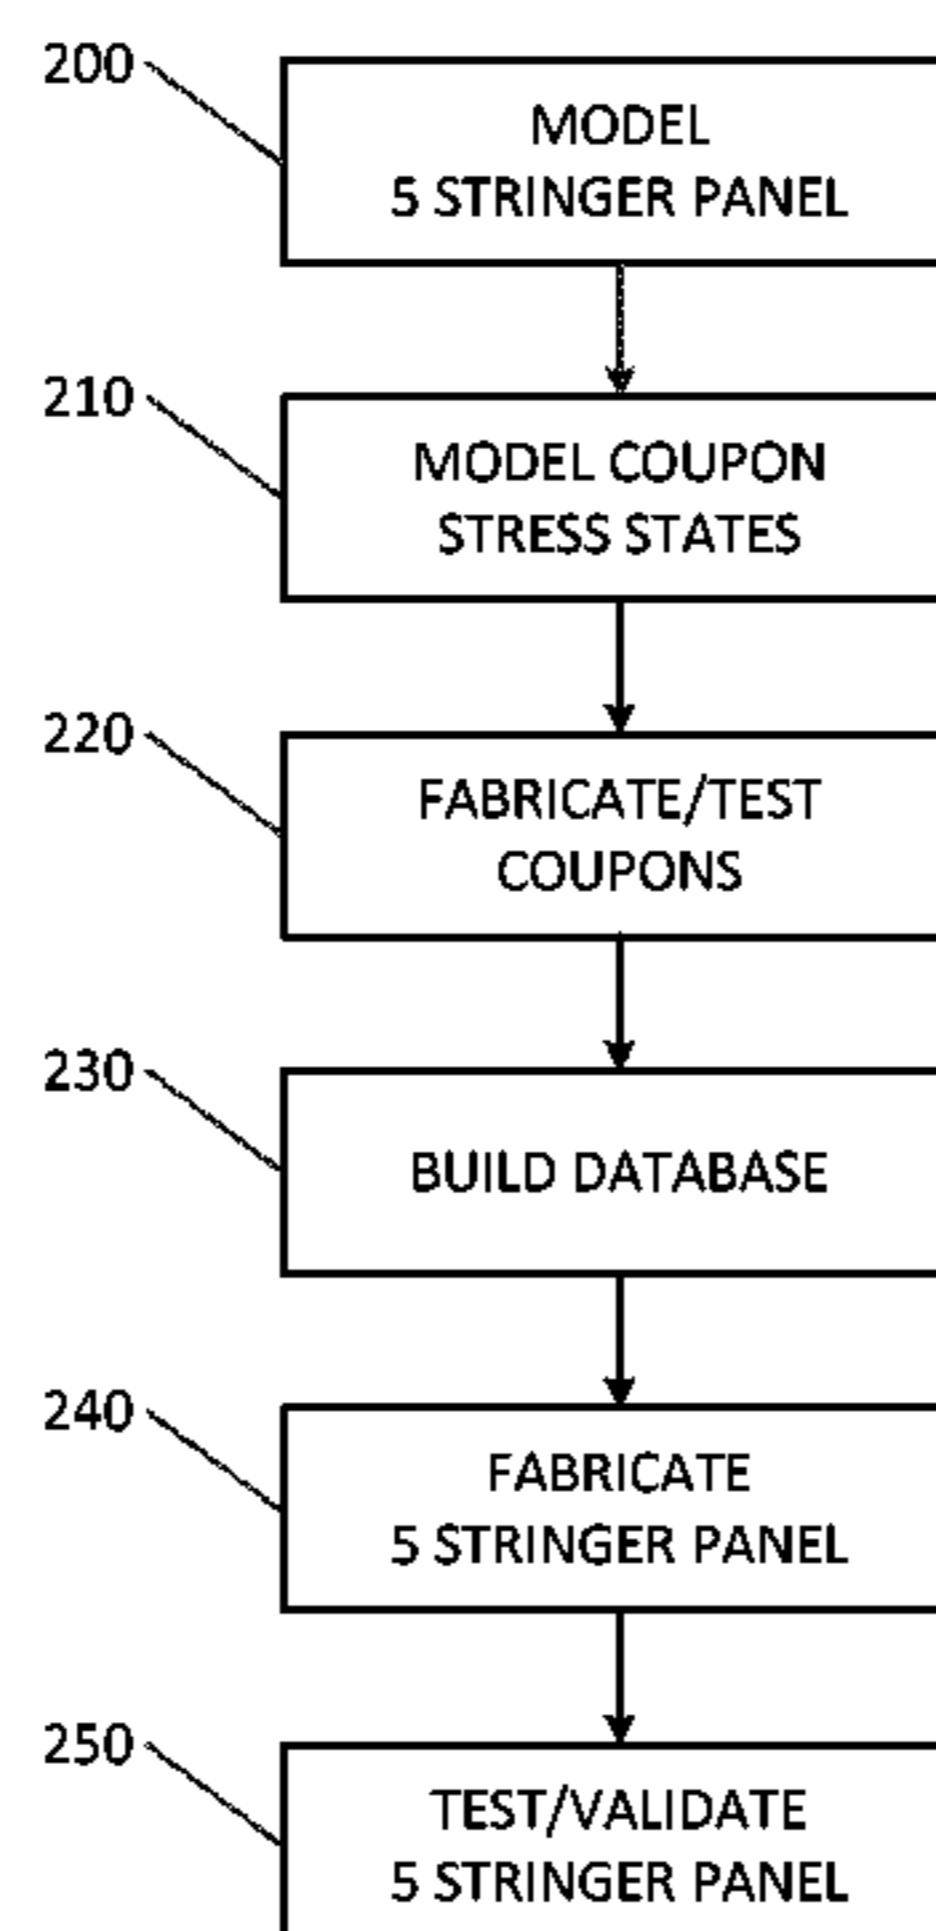 200
MODEL
5 STRINGER PANEL
210
MODEL COUPON
STRESS STATES
220
FABRICATE/TEST
COUPONS
230
BUILD DATABASE
240
FABRICATE
5 STRINGER PANEL
250
TEST/VALIDATE
5 STRINGER PANEL